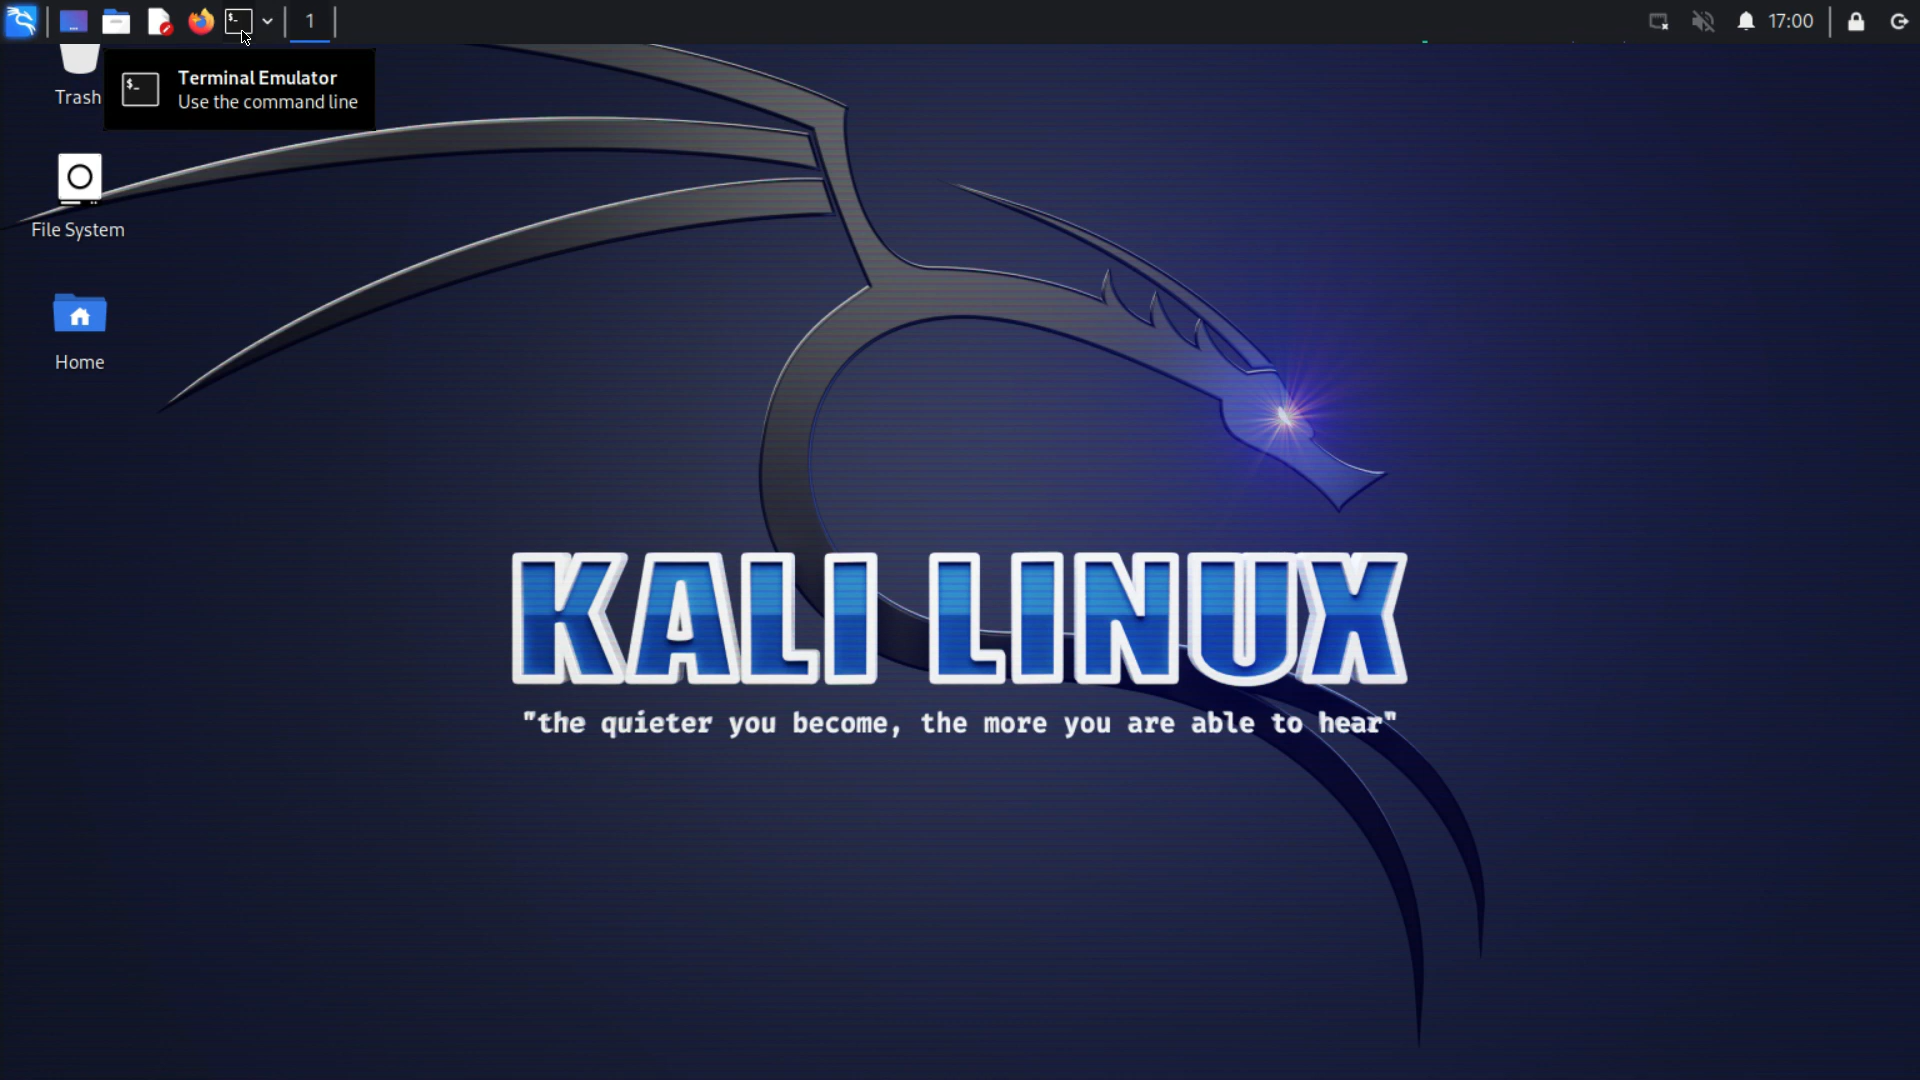 $_
1
17:00
$_
Terminal Emulator
Use the command line
Trash
File System
Home
KALI LINUX
"the quieter you become, the more you are able to hear"